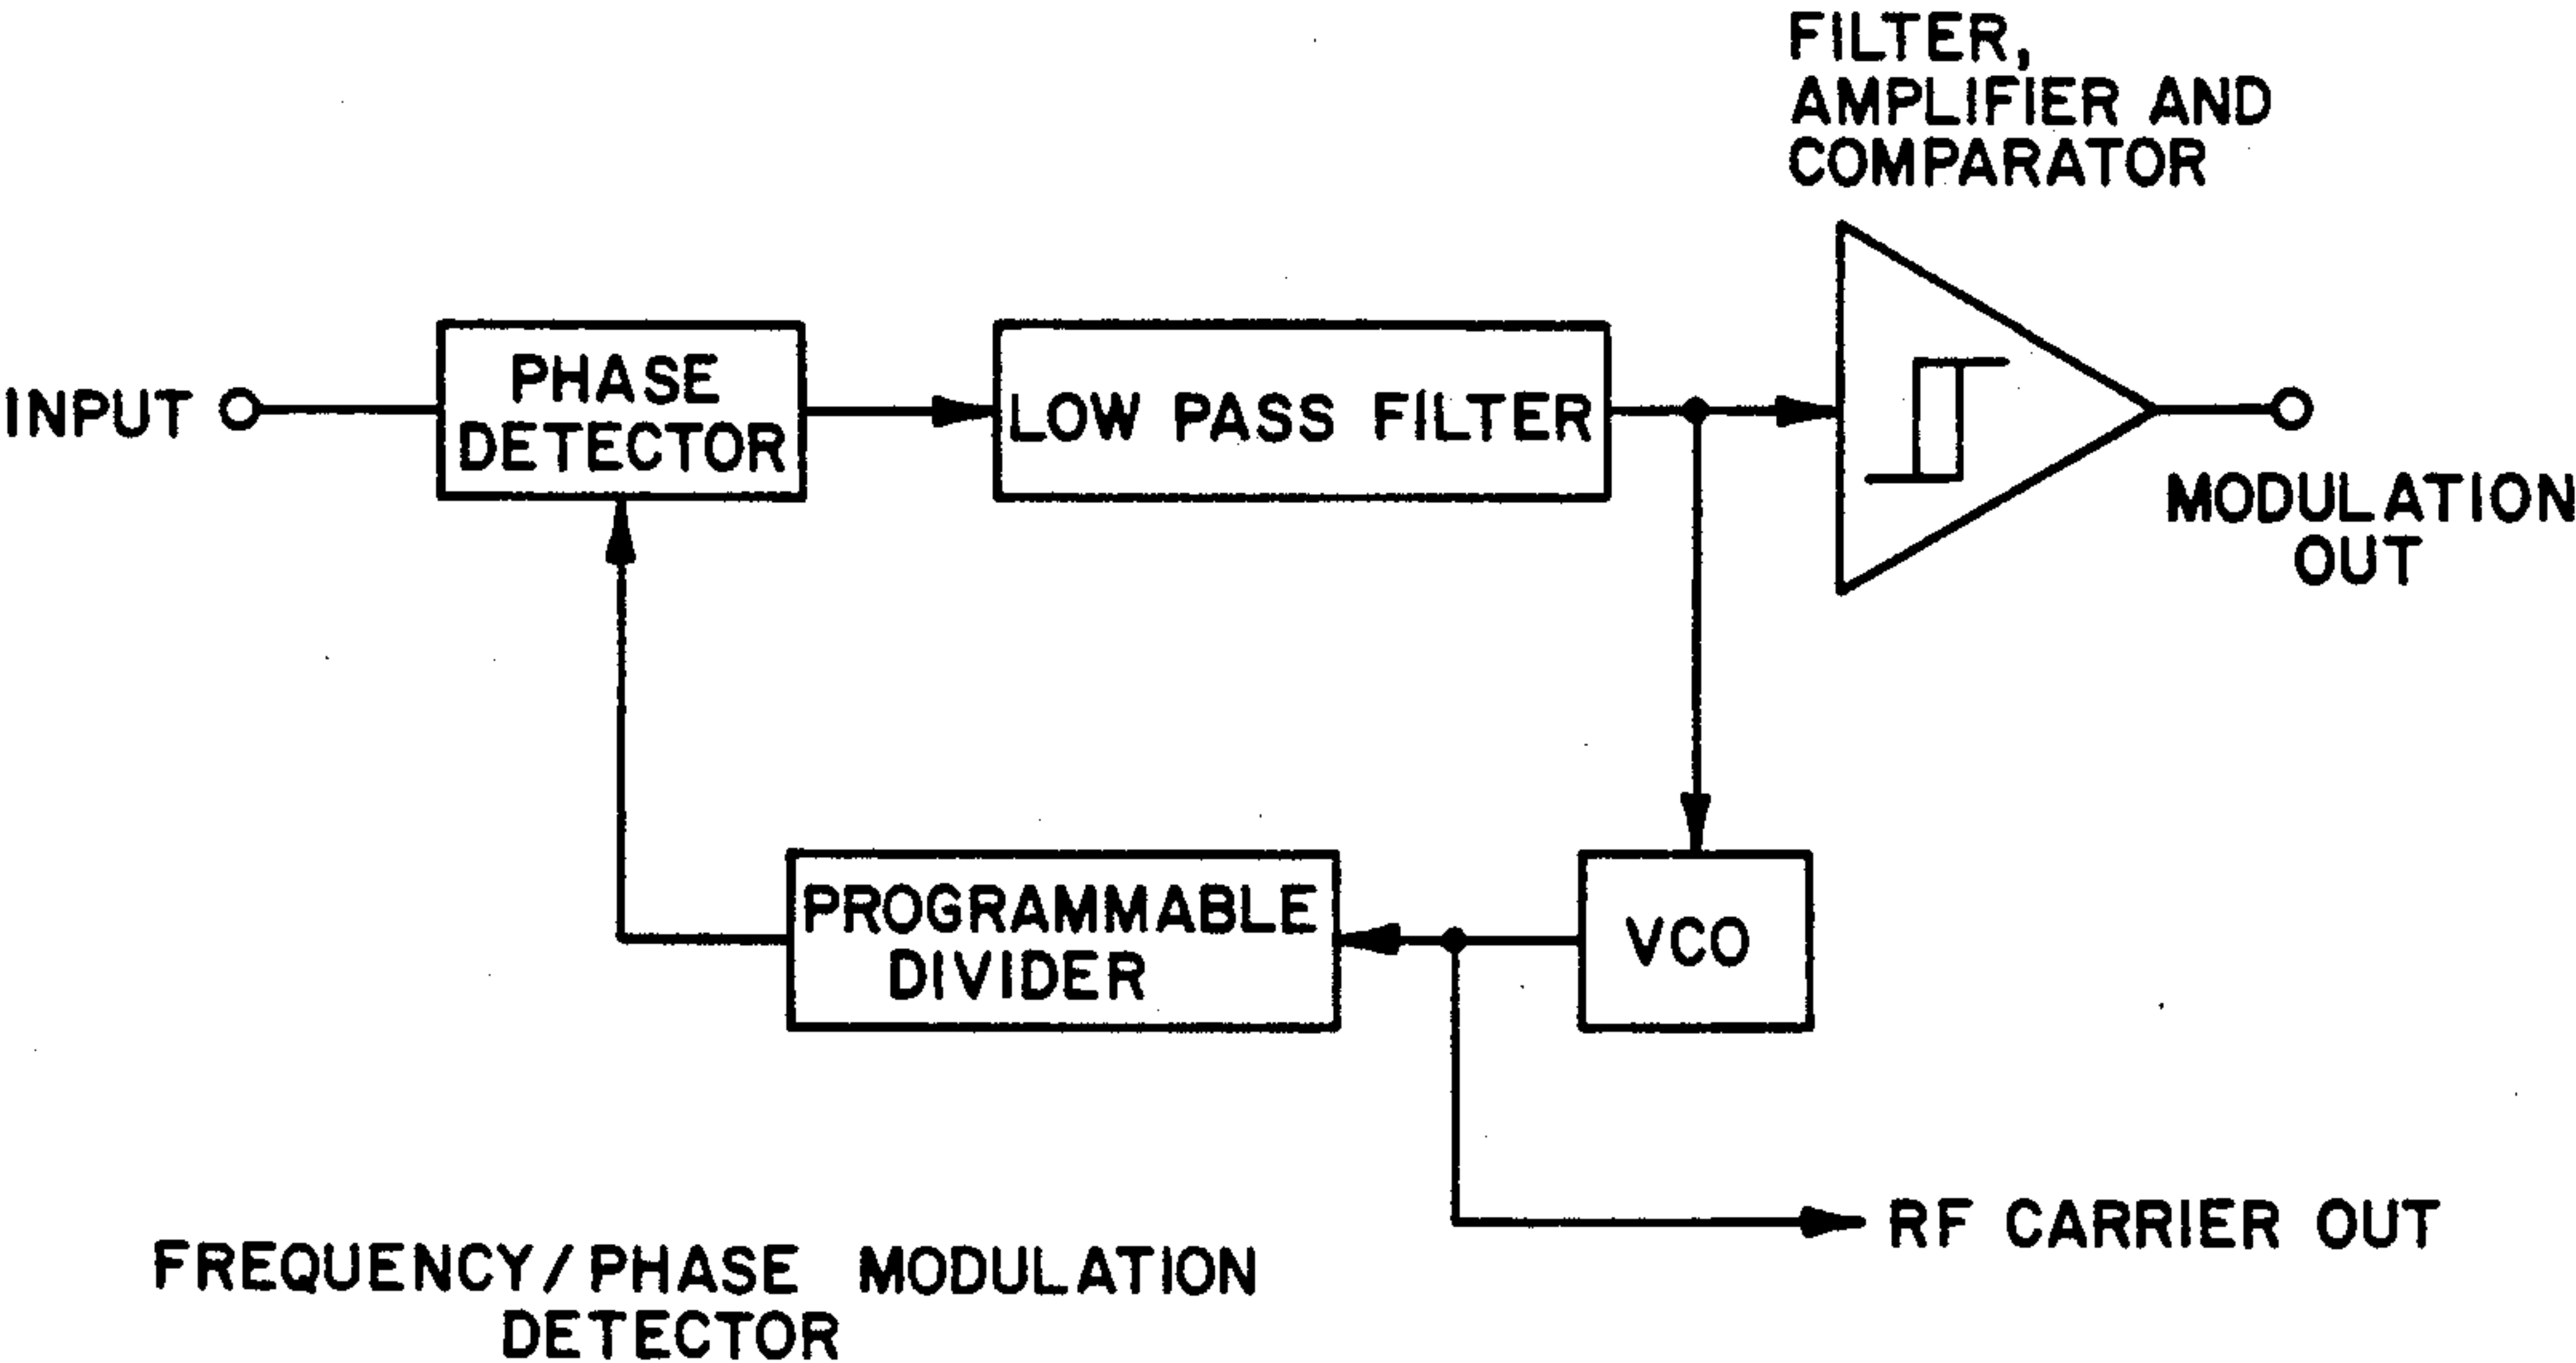 FILTER,
AMPLIFIER AND
COMPARATOR
INPUT
PHASE
DETECTOR
LOW PASS FILTER
MODULATION
OUT
PROGRAMMABLE
DIVIDER
VCO
RF CARRIER OUT
FREQUENCY/PHASE MODULATION
DETECTOR